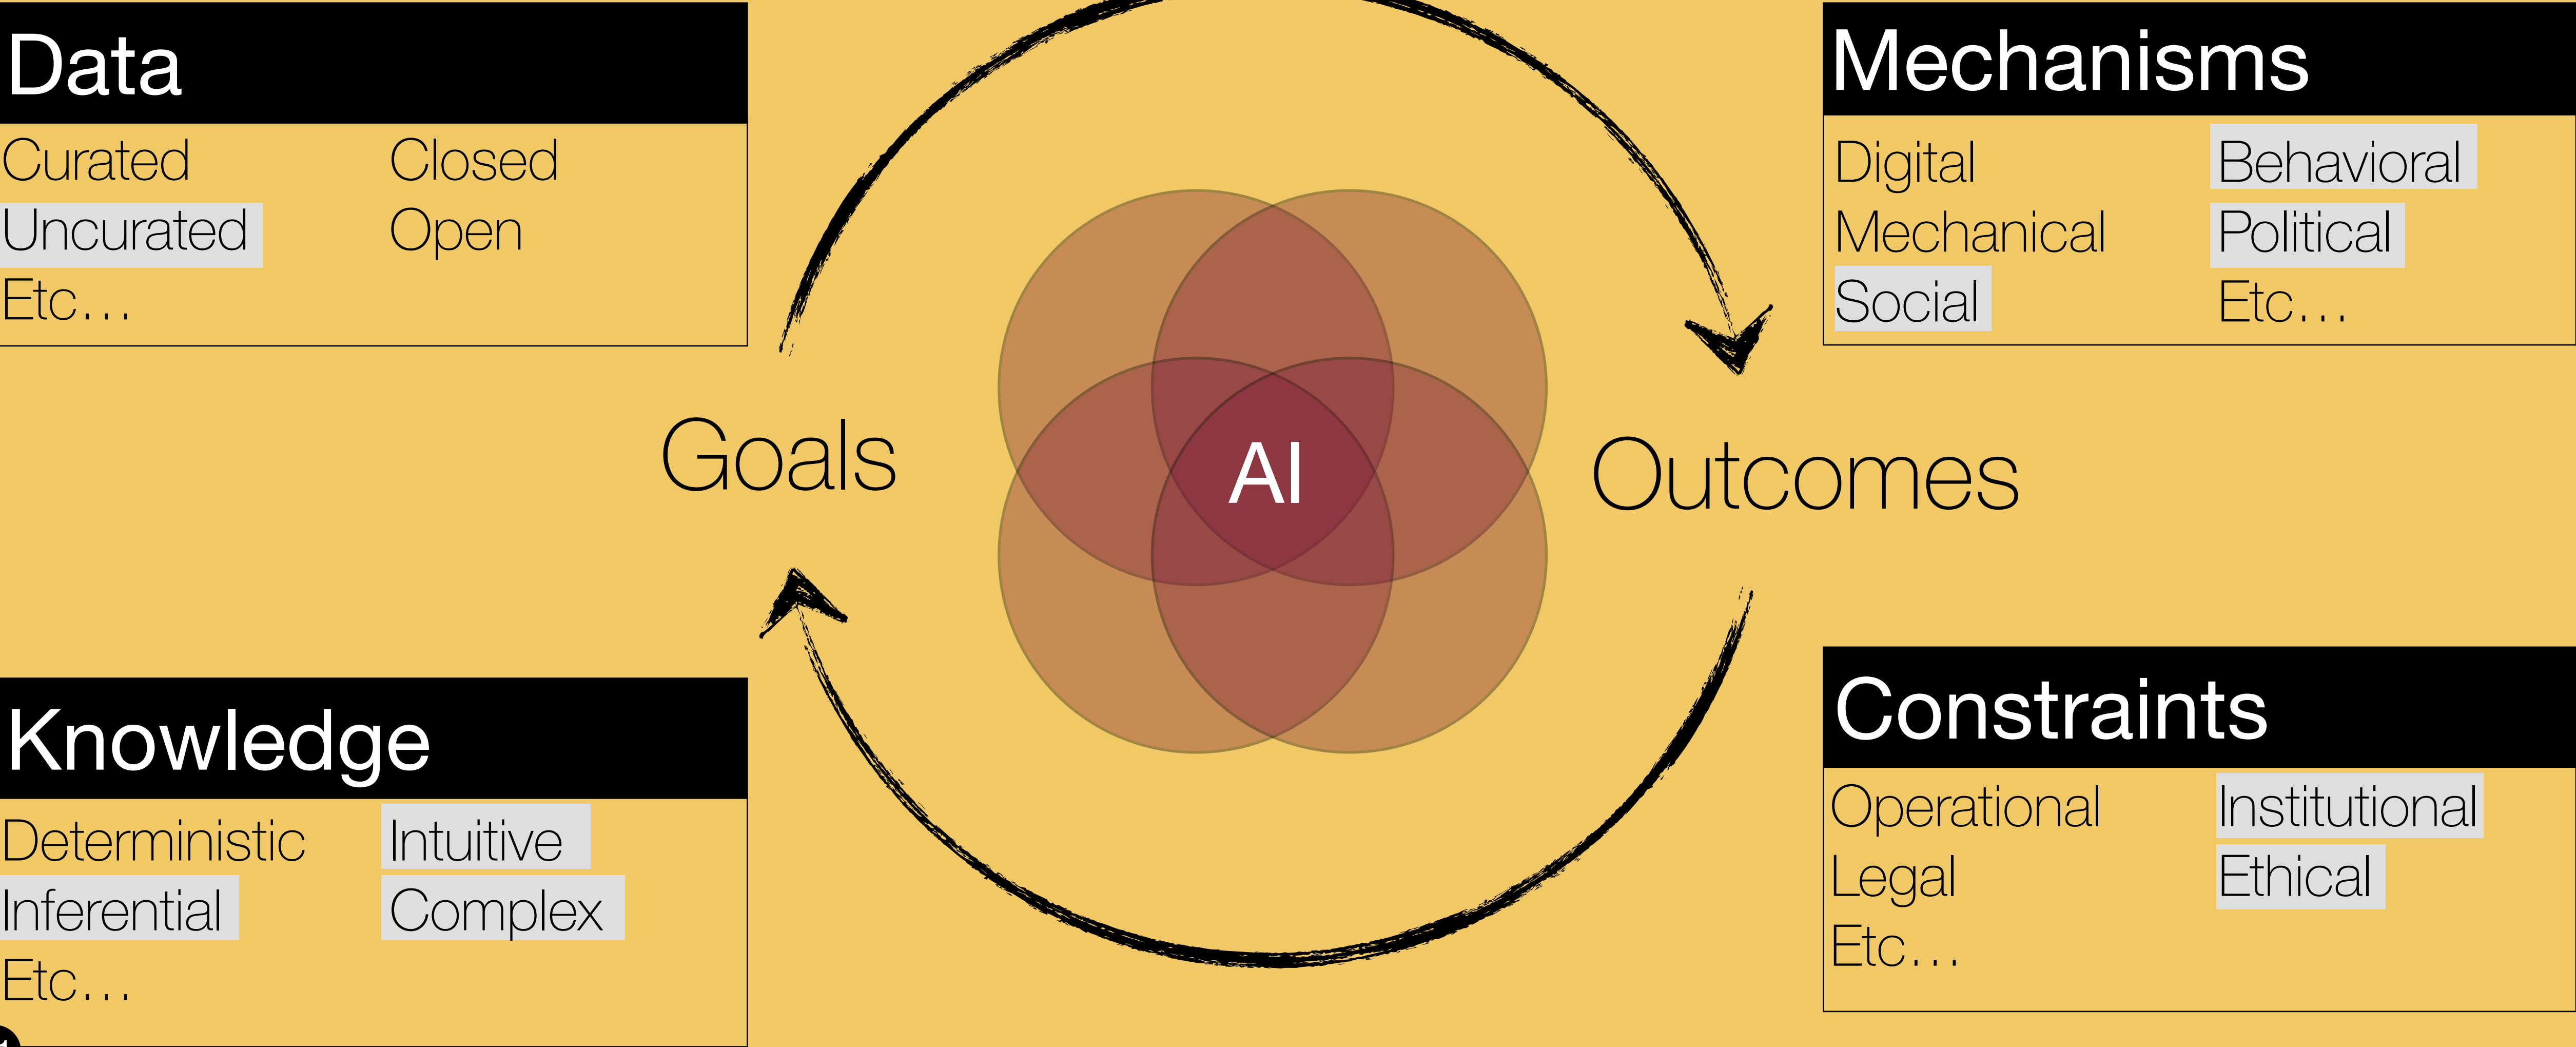 Data
Curated Closed
Uncurated Open
Etc...
Mechanisms
Digital Behavioral
Mechanical Political
Social Etc...
Goals
AI
Outcomes
Knowledge
Deterministic Intuitive
Inferential Complex
Etc...
Constraints
Operational Institutional
Legal Ethical
Etc...